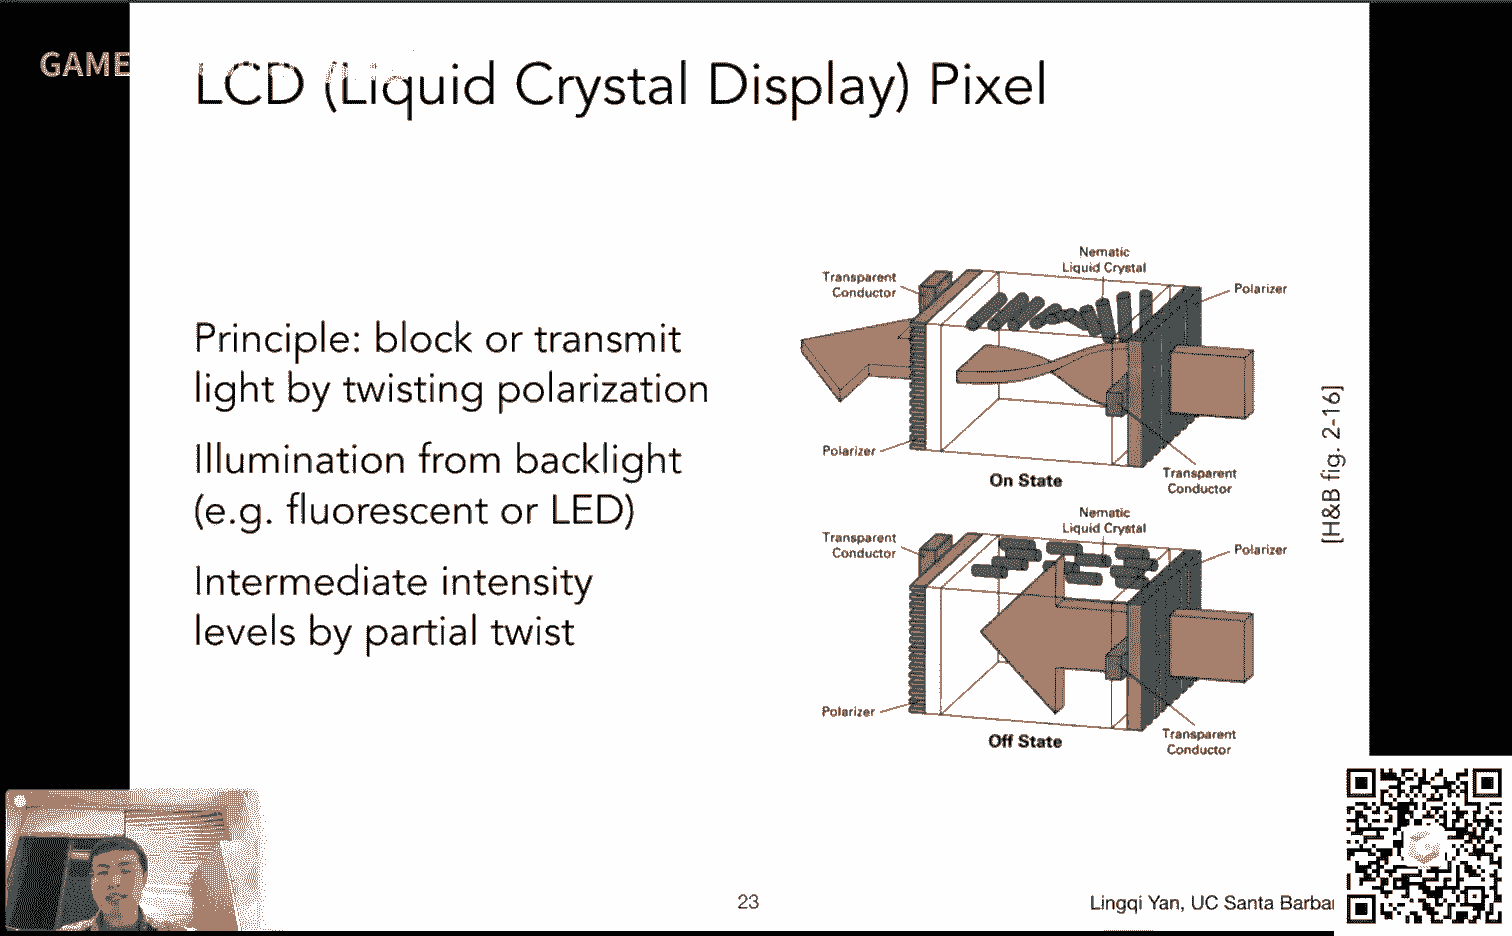 GAME
LCD (Liquid Crystal Display) Pixel
Principle: block or transmit
light by twisting polarization
Illumination from backlight
(e.g. fluorescent or LED)
Intermediate intensity
levels by partial twist
Nematic
Liquid Crystal
Transparent
Conductor
Polarizer
Polarizer
On State
Transparent
Conductor
Nematic
Liquid Crystal
Transparent
Conductor
Polarizer
Polarizer
Off State
Transparent
Conductor
[H&B fig. 2-16]
23
Lingqi Yan, UC Santa Barbar